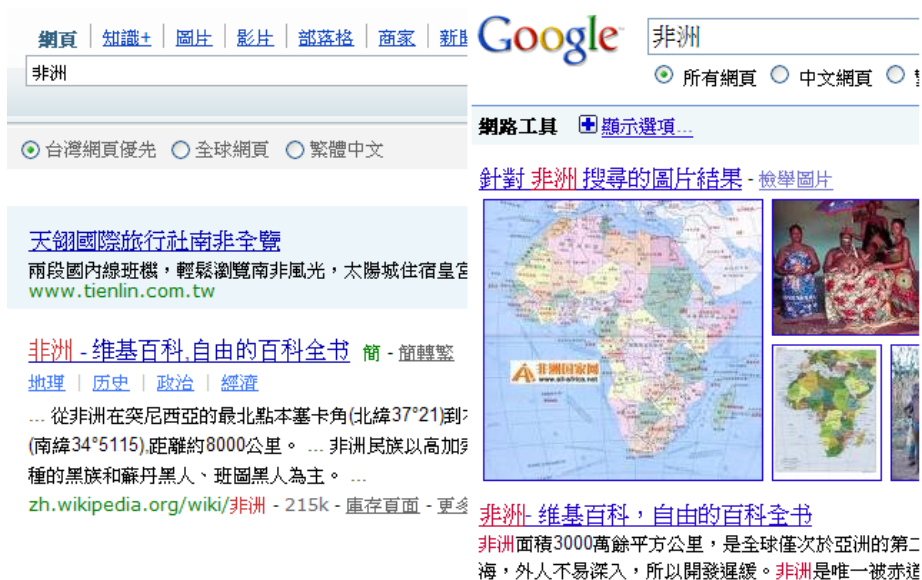 網頁 知識+ 圖片 影片 部落格 商家
非洲
台灣網頁優先 全球網頁 繁體中文
天翎國際旅行社南非全覽
兩段國內線班機，輕鬆瀏覽南非風光，太陽城住宿皇宮
www.tienlin.com.tw
非洲 - 维基百科,自由的百科全书 簡 - 簡轉繁
地理 历史 政治 經濟
... 從非洲在突尼西亞的最北點本塞卡角(北緯37°21)到
(南緯34°5115),距離約8000公里。 ... 非洲民族以高加索
種的黑族和蘇丹黑人、班圖黑人為主。 ...
zh.wikipedia.org/wiki/非洲 - 215k - 庫存頁面 - 更多
Google 非洲
所有網頁 中文網頁
網路工具 顯示選項...
針對 非洲 搜尋的圖片結果 - 檢舉圖片
非洲国家网
www.all-africa.net
非洲- 维基百科，自由的百科全书
非洲面積3000萬餘平方公里，是全球僅次於亞洲的第二
海，外人不易深入，所以開發遲緩。非洲是唯一被赤道